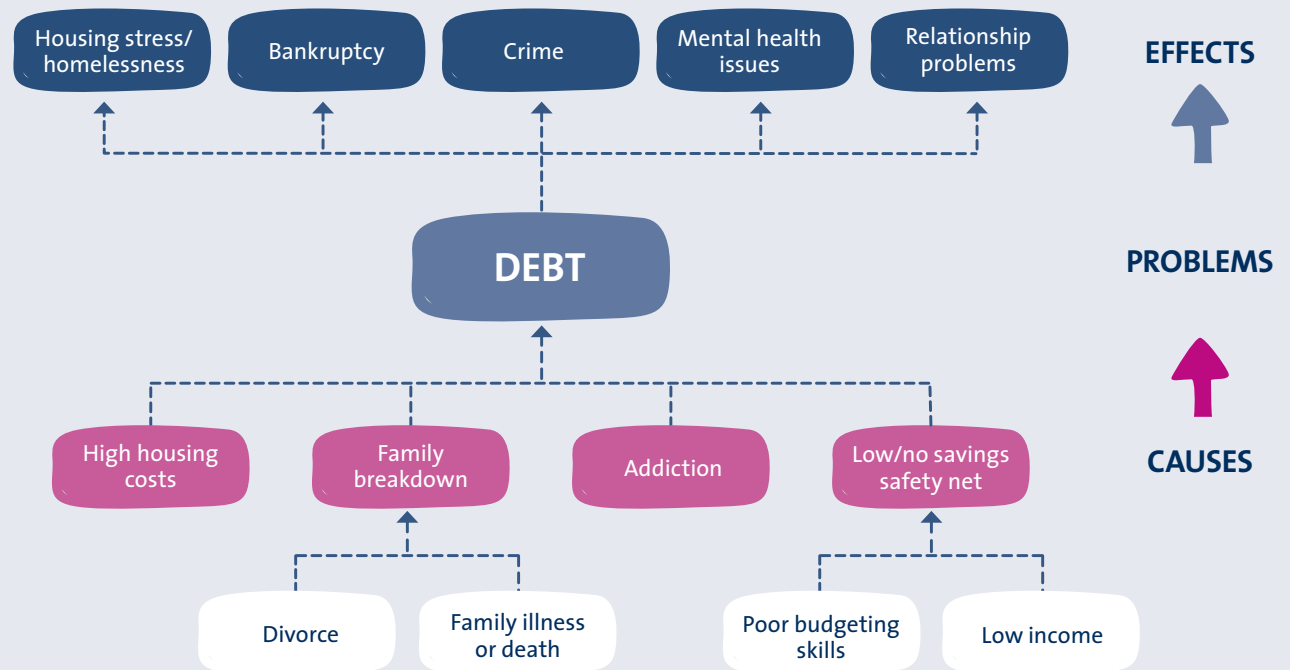 Housing stress/
homelessness
Bankruptcy
Crime
Mental health
issues
Relationship
problems
EFFECTS
DEBT
PROBLEMS
High housing
costs
Family
breakdown
Addiction
Low/no savings
safety net
CAUSES
Divorce
Family illness
or death
Poor budgeting
skills
Low income